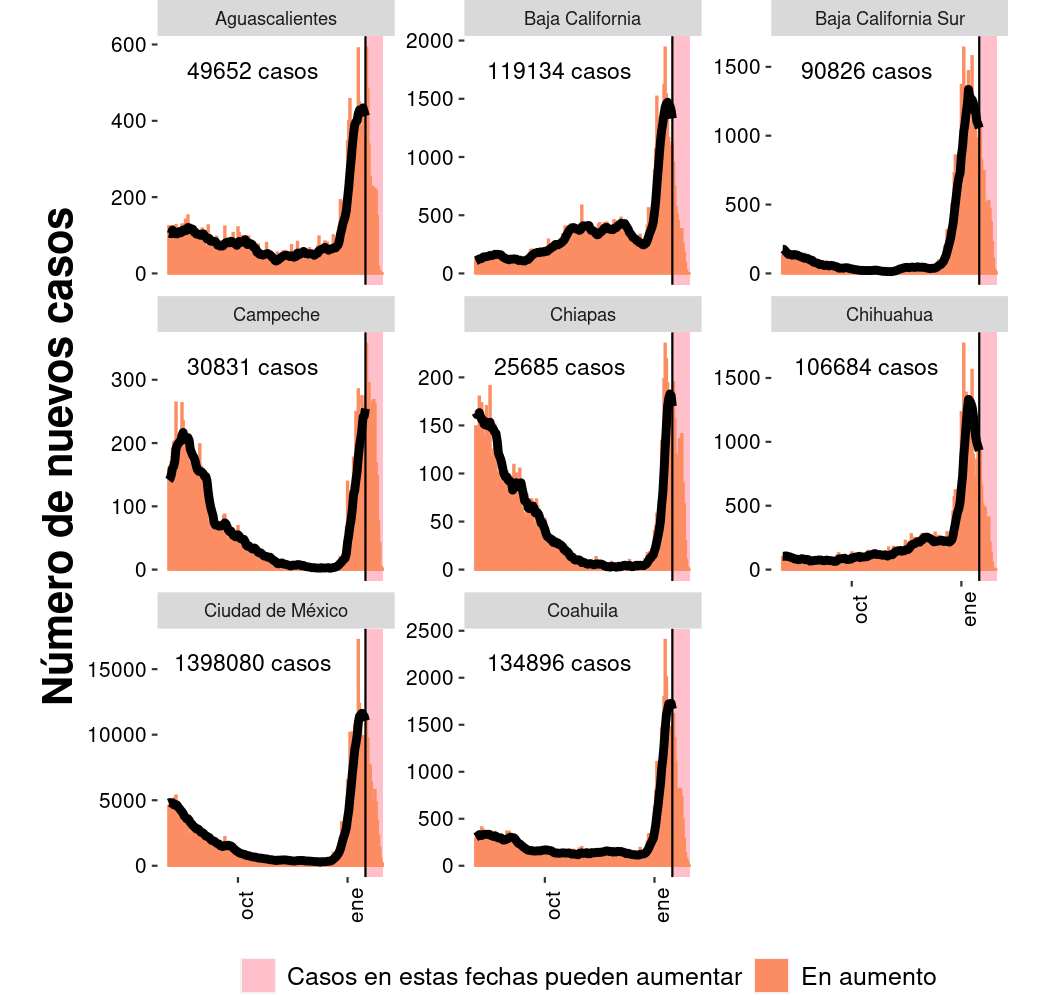 Número de nuevos casos
Aguascalientes
49652 casos
600
400
200
0
Baja California
119134 casos
2000
1500
1000
500
0
Baja California Sur
90826 casos
1500
1000
500
0
Campeche
30831 casos
300
200
100
0
Chiapas
25685 casos
200
150
100
50
0
Chihuahua
106684 casos
1500
1000
500
0
oct
ene
Ciudad de México
1398080 casos
15000
10000
5000
0
oct
ene
Coahuila
134896 casos
2500
2000
1500
1000
500
0
oct
ene
Casos en estas fechas pueden aumentar
En aumento